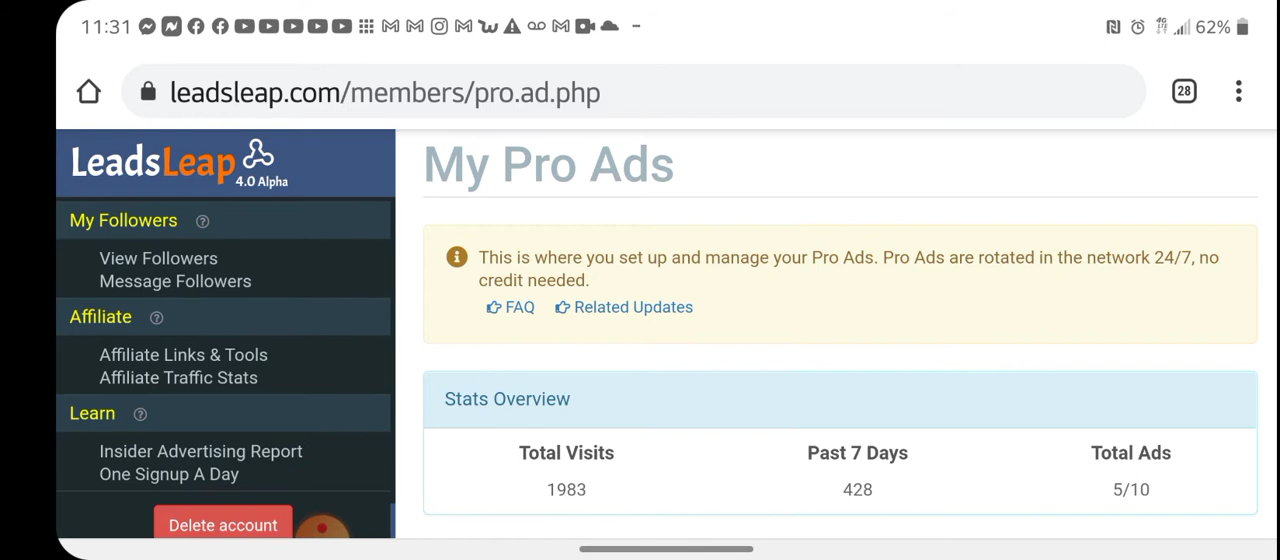 11:31
4G
62%
leadsleap.com/members/pro.ad.php
28
LeadsLeap
4.0 Alpha
My Followers
View Followers
Message Followers
Affiliate
Affiliate Links & Tools
Affiliate Traffic Stats
Learn
Insider Advertising Report
One Signup A Day
Delete account
My Pro Ads
This is where you set up and manage your Pro Ads. Pro Ads are rotated in the network 24/7, no
credit needed.
FAQ Related Updates
Stats Overview
Total Visits Past 7 Days Total Ads
1983 428 5/10